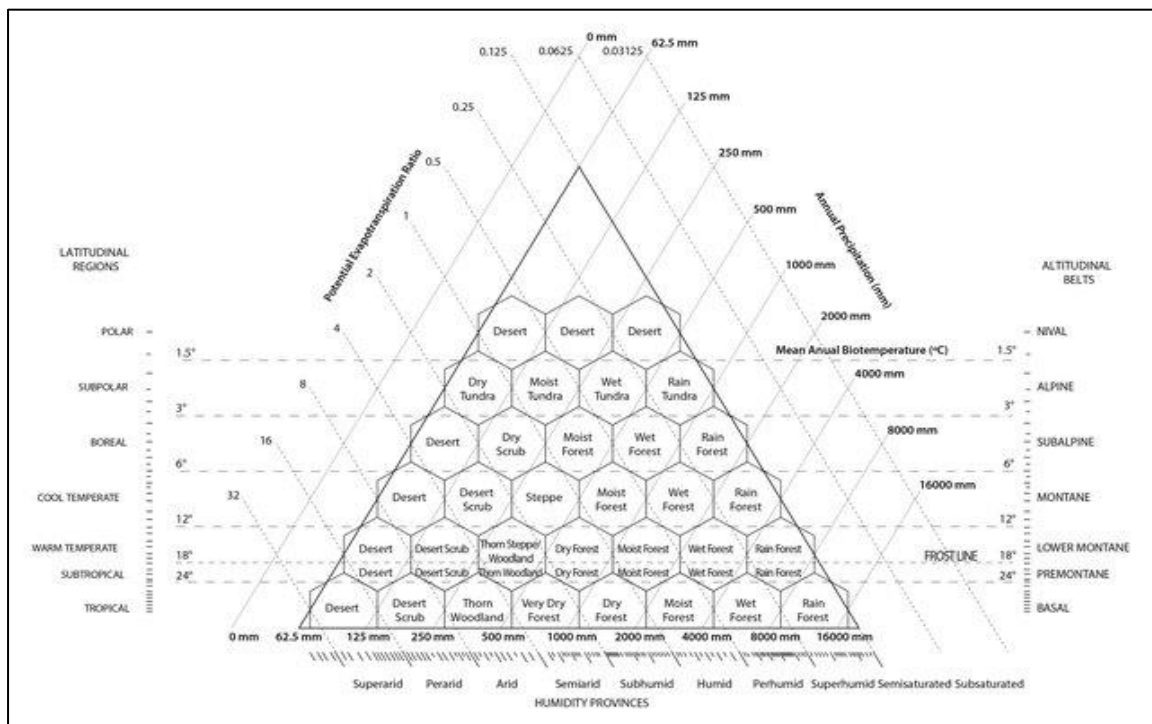 0 mm
62.5 mm
0.125
0.0625
0.03125
125 mm
0.25
250 mm
0.5
500 mm
1
Potential Evapotranspiration Ratio
Annual Precipitation (mm)
LATITUDINAL
REGIONS
2
1000 mm
ALTITUDINAL
BELTS
4
2000 mm
POLAR
Desert
Desert
Desert
NIVAL
1.5°
Mean Anual Biotemperature (ºC)
1.5°
4000 mm
SUBPOLAR
8
Dry
Tundra
Moist
Tundra
Wet
Tundra
Rain
Tundra
ALPINE
3°
3°
8000 mm
BOREAL
16
Desert
Dry
Scrub
Moist
Forest
Wet
Forest
Rain
Forest
SUBALPINE
6°
6°
16000 mm
COOL TEMPERATE
32
Desert
Desert
Scrub
Steppe
Moist
Forest
Wet
Forest
Rain
Forest
MONTANE
12°
12°
WARM TEMPERATE
Desert
Desert Scrub
Thorn Steppe/
Woodland
Dry Forest
Moist Forest
Wet Forest
Rain Forest
LOWER MONTANE
18°
FROST LINE
18°
SUBTROPICAL
Desert
Desert Scrub
Thorn Woodland
Dry Forest
Moist Forest
Wet Forest
Rain Forest
PREMONTANE
24°
24°
TROPICAL
Desert
Desert
Scrub
Thorn
Woodland
Very Dry
Forest
Dry
Forest
Moist
Forest
Wet
Forest
Rain
Forest
BASAL
0 mm 62.5 mm 125 mm 250 mm 500 mm 1000 mm 2000 mm 4000 mm 8000 mm 16000 mm
Superarid Perarid Arid Semiarid Subhumid Humid Perhumid Superhumid Semisaturated Subsaturated
HUMIDITY PROVINCES